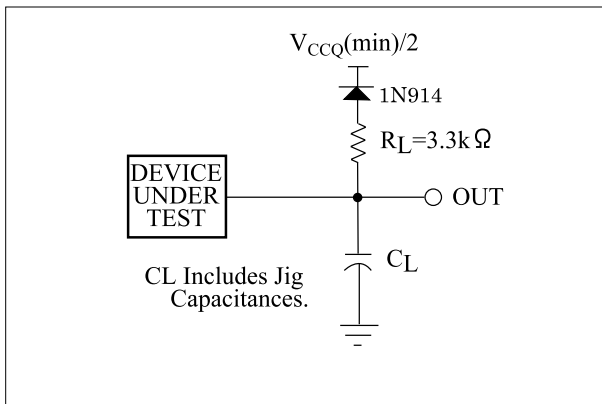 VCCQ(min)/2
1N914
RL=3.3kΩ
DEVICE
UNDER
TEST
OUT
CL
CL Includes Jig
Capacitances.